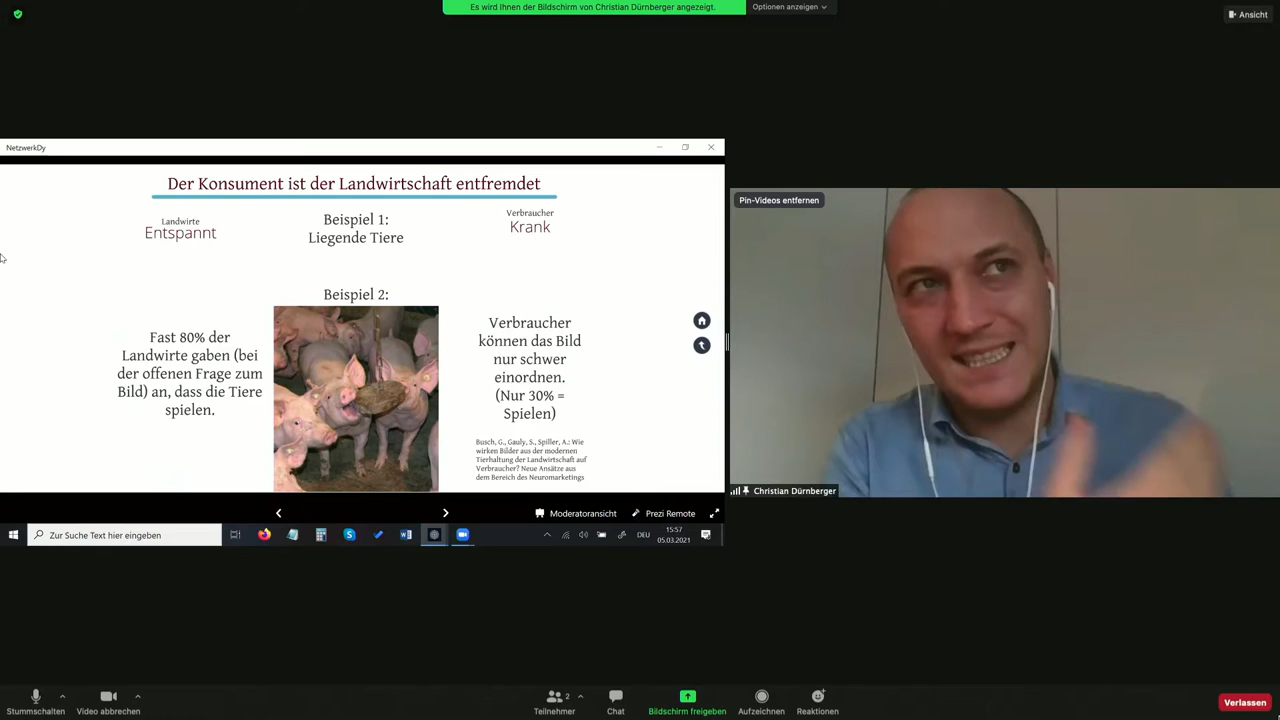 Es wird Ihnen der Bildschirm von Christian Dürnberger angezeigt.
Optionen anzeigen
Ansicht
NetzwerkDy
Der Konsument ist der Landwirtschaft entfremdet
Landwirte
Entspannt
Beispiel 1:
Liegende Tiere
Verbraucher
Krank
Beispiel 2:
Fast 80% der
Landwirte gaben (bei
der offenen Frage zum
Bild) an, dass die Tiere
spielen.
Verbraucher
können das Bild
nur schwer
einordnen.
(Nur 30% =
Spielen)
Busch, G., Gauly, S., Spiller, A.: Wie
wirken Bilder aus der modernen
Tierhaltung der Landwirtschaft auf
Verbraucher? Neue Ansätze aus
dem Bereich des Neuromarketings
Moderatoransicht
Prezi Remote
Zur Suche Text hier eingeben
DEU
15:57
05.03.2021
Pin-Videos entfernen
Christian Dürnberger
Stummschalten
Video abbrechen
2
Teilnehmer
Chat
Bildschirm freigeben
Aufzeichnen
Reaktionen
Verlassen